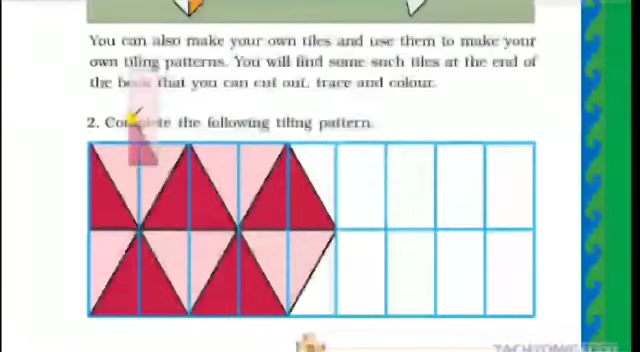 You can also make your own tiles and use them to make your
own tiling patterns. You will find some such tiles at the end of
the book that you can cut out, trace and colour.
2. Complete the following tiling pattern.